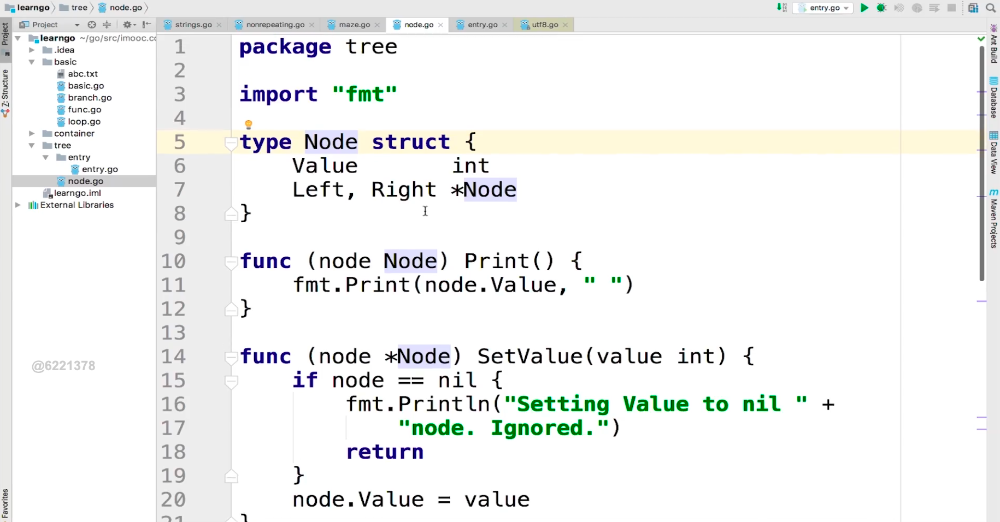 learngo tree node.go
entry.go
Project
strings.go nonrepeating.go maze.go node.go entry.go utf8.go
Project
7: Structure
Favorites
learngo ~/go/src/imooc.c
.idea
basic
abc.txt
basic.go
branch.go
func.go
loop.go
container
tree
entry
entry.go
node.go
learngo.iml
External Libraries
@6221378
1 package tree
2
3 import "fmt"
4
5 type Node struct {
6 Value int
7 Left, Right *Node
8 }
9
10 func (node Node) Print() {
11 fmt.Print(node.Value, " ")
12 }
13
14 func (node *Node) SetValue(value int) {
15 if node == nil {
16 fmt.Println("Setting Value to nil " +
17 "node. Ignored.")
18 return
19 }
20 node.Value = value
21 }
Ant Build
Database
Data View
Maven Projects